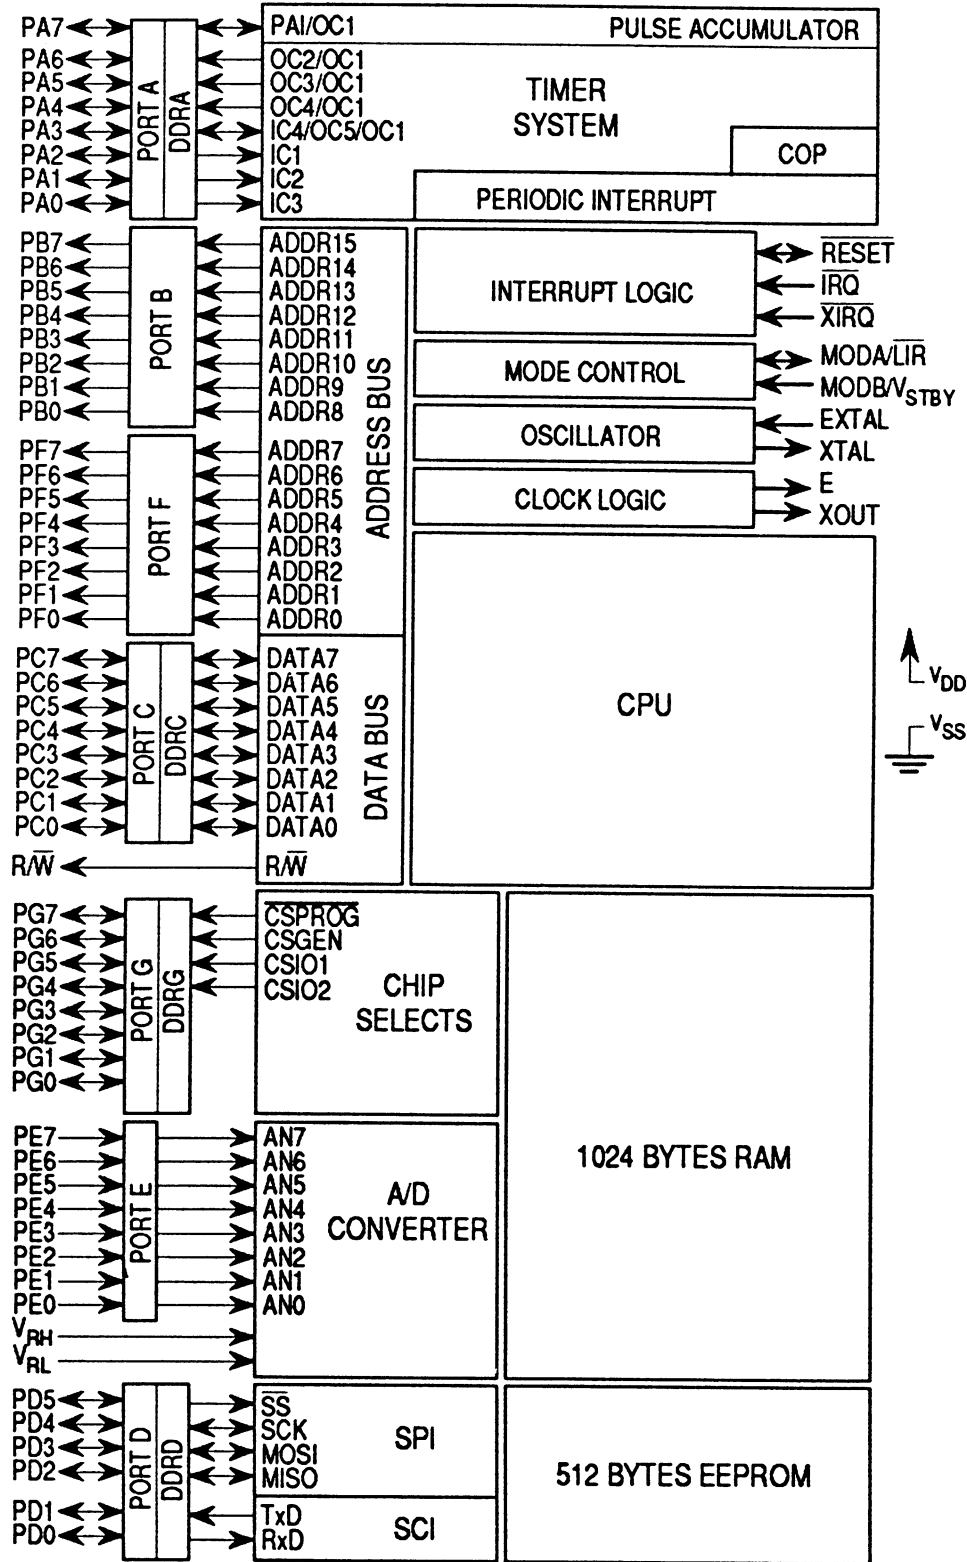 PA7 PAI/OC1 PULSE ACCUMULATOR
PA6 OC2/OC1
PA5 OC3/OC1
PA4 OC4/OC1
PA3 IC4/OC5/OC1
PA2 IC1
PA1 IC2
PA0 IC3
PORT A
DDRA
TIMER
SYSTEM
COP
PERIODIC INTERRUPT
PB7 ADDR15
PB6 ADDR14
PB5 ADDR13
PB4 ADDR12
PB3 ADDR11
PB2 ADDR10
PB1 ADDR9
PB0 ADDR8
PORT B
PF7 ADDR7
PF6 ADDR6
PF5 ADDR5
PF4 ADDR4
PF3 ADDR3
PF2 ADDR2
PF1 ADDR1
PF0 ADDR0
PORT F
ADDRESS BUS
INTERRUPT LOGIC
RESET
IRQ
XIRQ
MODE CONTROL
MODA/LIR
MODB/VSTBY
OSCILLATOR
EXTAL
XTAL
CLOCK LOGIC
E
XOUT
CPU
VDD
VSS
PC7 DATA7
PC6 DATA6
PC5 DATA5
PC4 DATA4
PC3 DATA3
PC2 DATA2
PC1 DATA1
PC0 DATA0
PORT C
DDRC
DATA BUS
R/W R/W
PG7 CSPROG
PG6 CSGEN
PG5 CSIO1
PG4 CSIO2
PG3
PG2
PG1
PG0
PORT G
DDRG
CHIP
SELECTS
1024 BYTES RAM
PE7 AN7
PE6 AN6
PE5 AN5
PE4 AN4
PE3 AN3
PE2 AN2
PE1 AN1
PE0 AN0
PORT E
A/D
CONVERTER
VRH
VRL
PD5 SS
PD4 SCK
PD3 MOSI
PD2 MISO
PD1 TxD
PD0 RxD
PORT D
DDRD
SPI
SCI
512 BYTES EEPROM